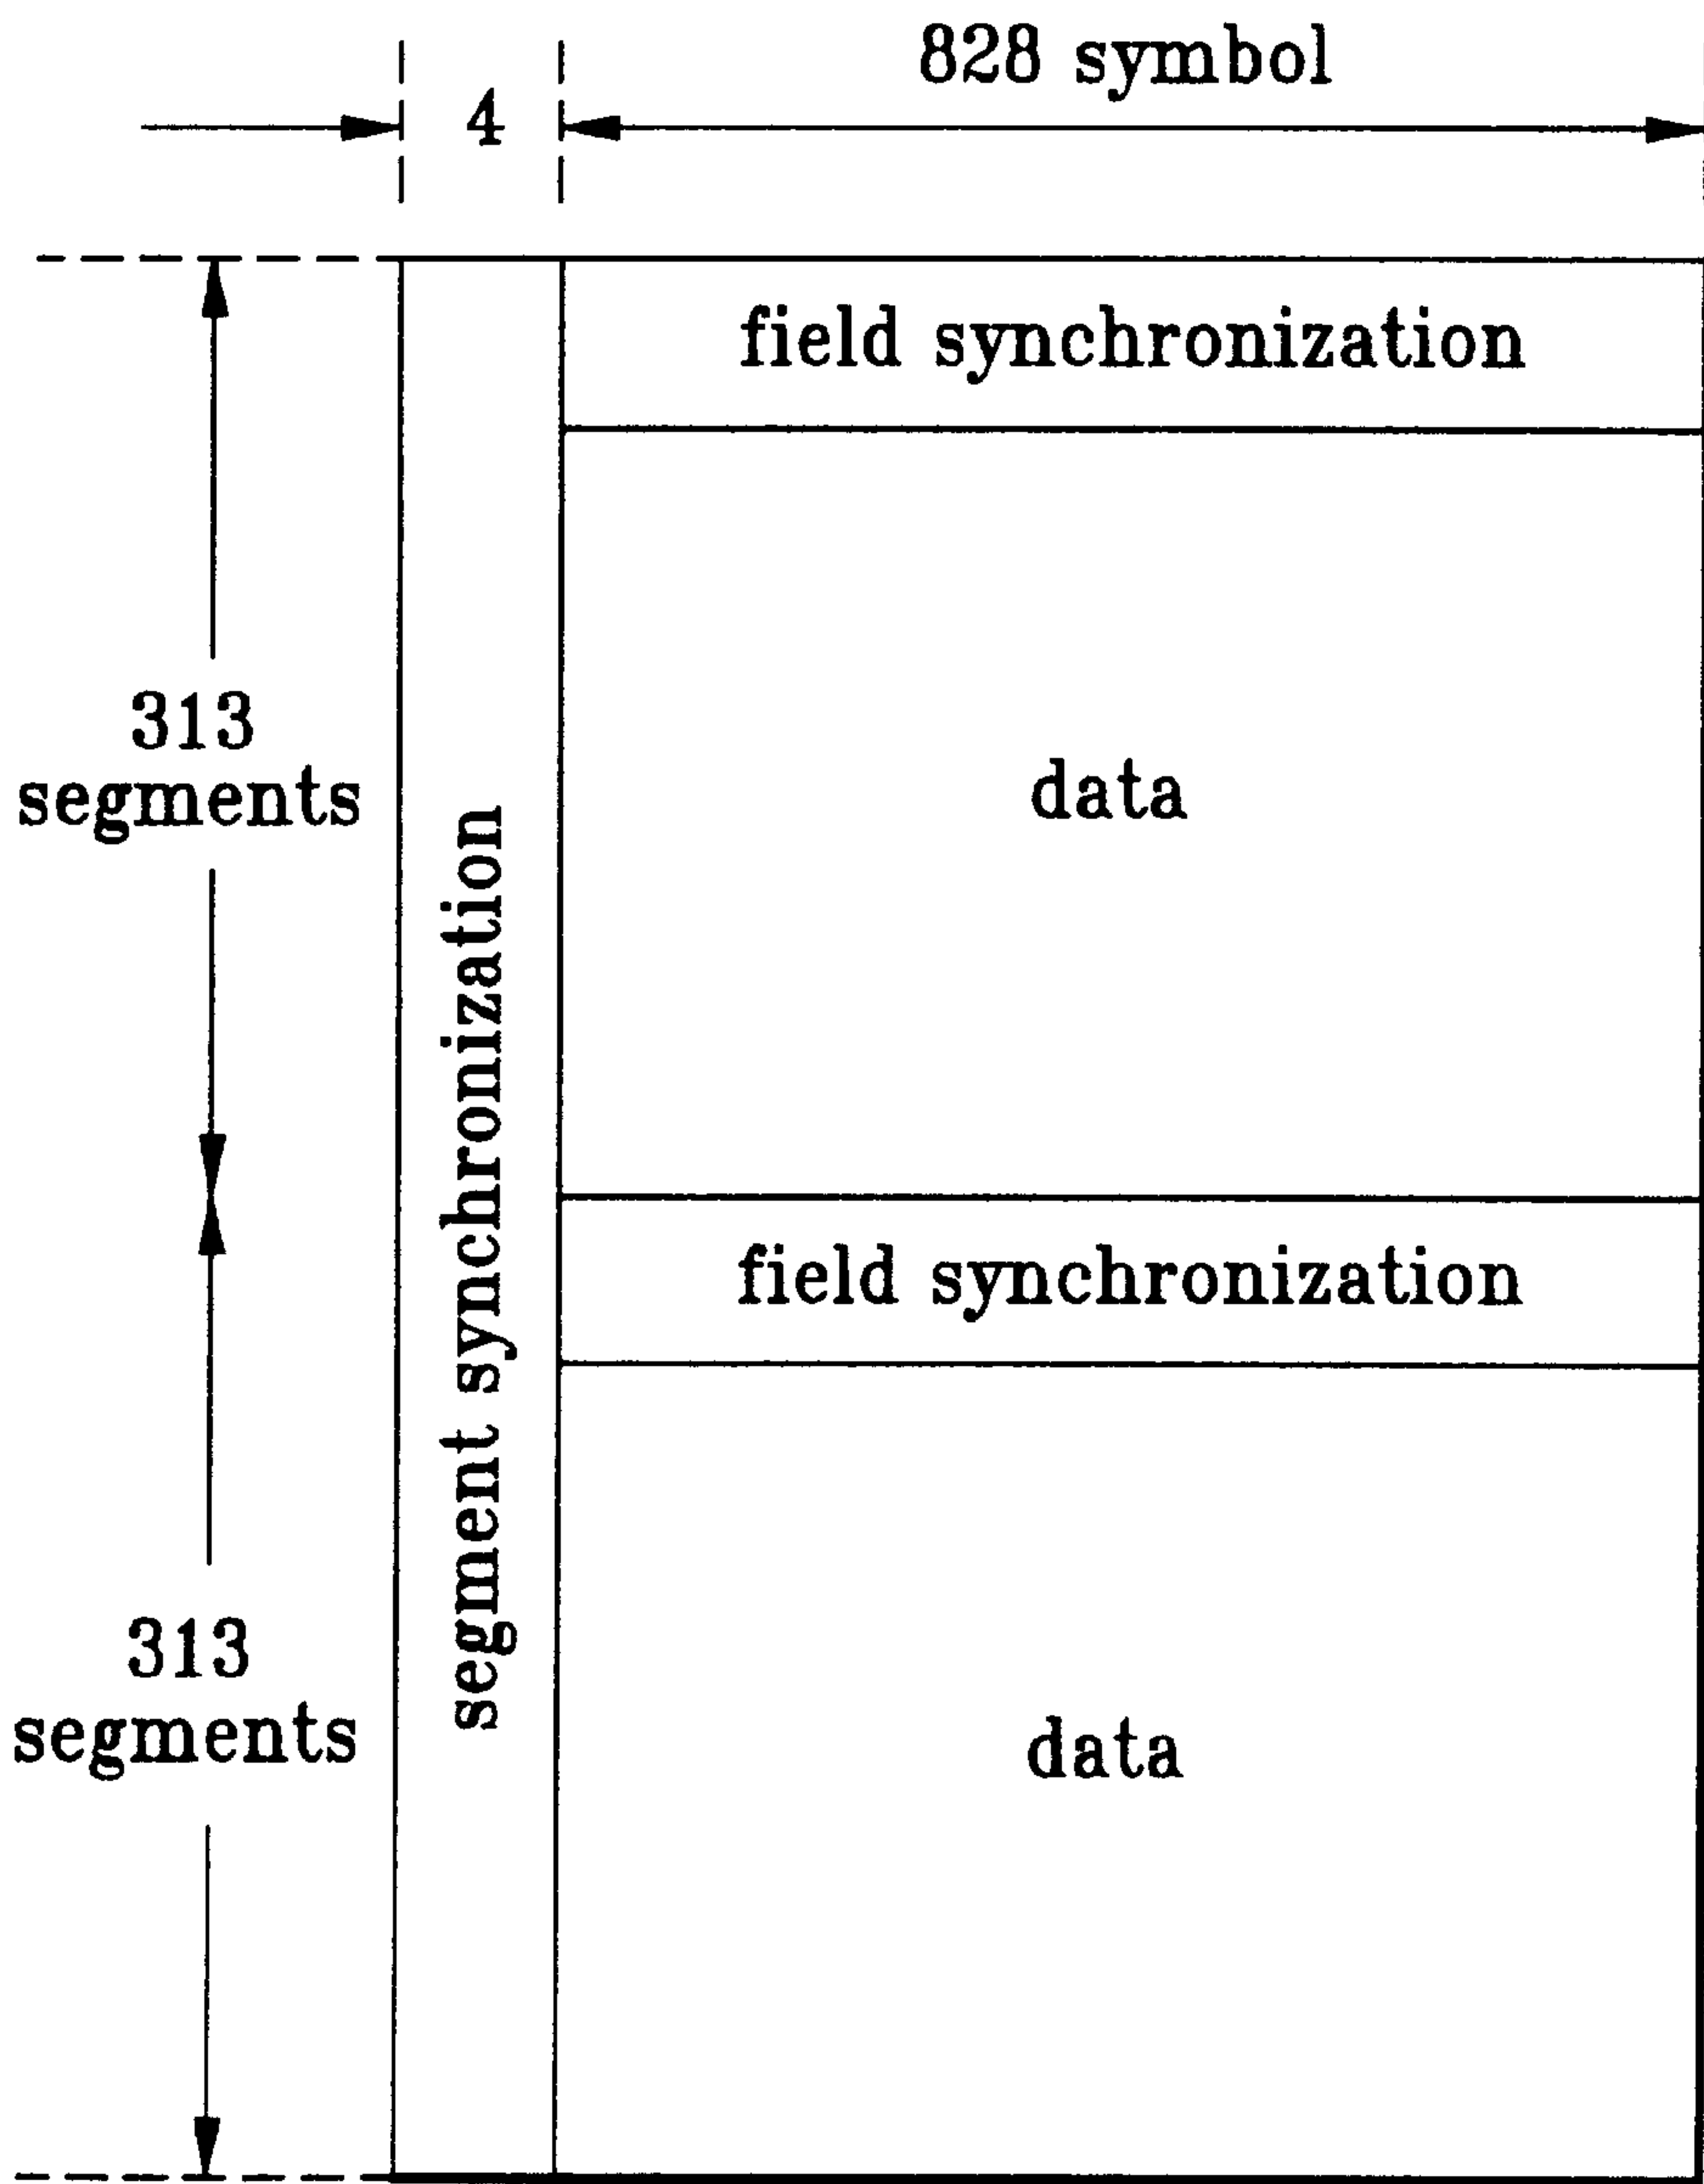 828 symbol
4
field synchronization
313
segments
data
segment synchronization
field synchronization
313
segments
data